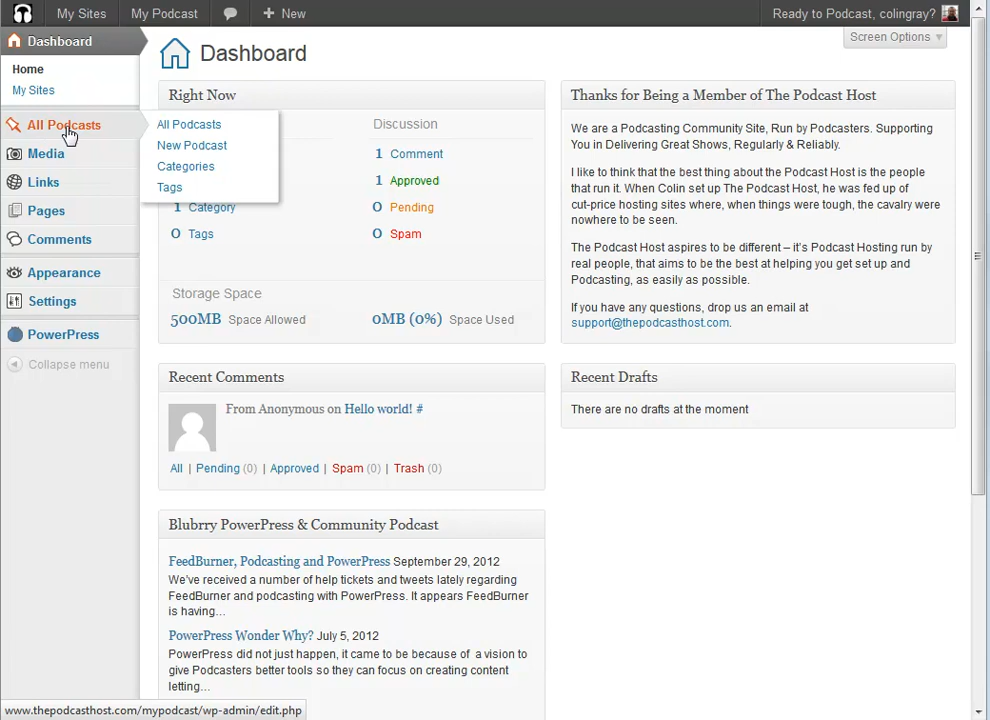 My Sites
My Podcast
New
Ready to Podcast, colingray?
Screen Options
Dashboard
Home
My Sites
All Podcasts
Media
Links
Pages
Comments
Appearance
Settings
PowerPress
Collapse menu
All Podcasts
New Podcast
Categories
Tags
Dashboard
Right Now
Discussion
1 Comment
1 Approved
1 Category
0 Pending
0 Tags
0 Spam
Storage Space
500MB Space Allowed
0MB (0%) Space Used
Recent Comments
From Anonymous on Hello world! #
All | Pending (0) | Approved | Spam (0) | Trash (0)
Blubrry PowerPress & Community Podcast
FeedBurner, Podcasting and PowerPress September 29, 2012
We've received a number of help tickets and tweets lately regarding
FeedBurner and podcasting with PowerPress. It appears FeedBurner
is having…
PowerPress Wonder Why? July 5, 2012
PowerPress did not just happen, it came to be because of a vision to
give Podcasters better tools so they can focus on creating content
letting…
Thanks for Being a Member of The Podcast Host
We are a Podcasting Community Site, Run by Podcasters. Supporting
You in Delivering Great Shows, Regularly & Reliably.
I like to think that the best thing about the Podcast Host is the people
that run it. When Colin set up The Podcast Host, he was fed up of
cut-price hosting sites where, when things were tough, the cavalry were
nowhere to be seen.
The Podcast Host aspires to be different – it's Podcast Hosting run by
real people, that aims to be the best at helping you get set up and
Podcasting, as easily as possible.
If you have any questions, drop us an email at
support@thepodcasthost.com.
Recent Drafts
There are no drafts at the moment
www.thepodcasthost.com/mypodcast/wp-admin/edit.php